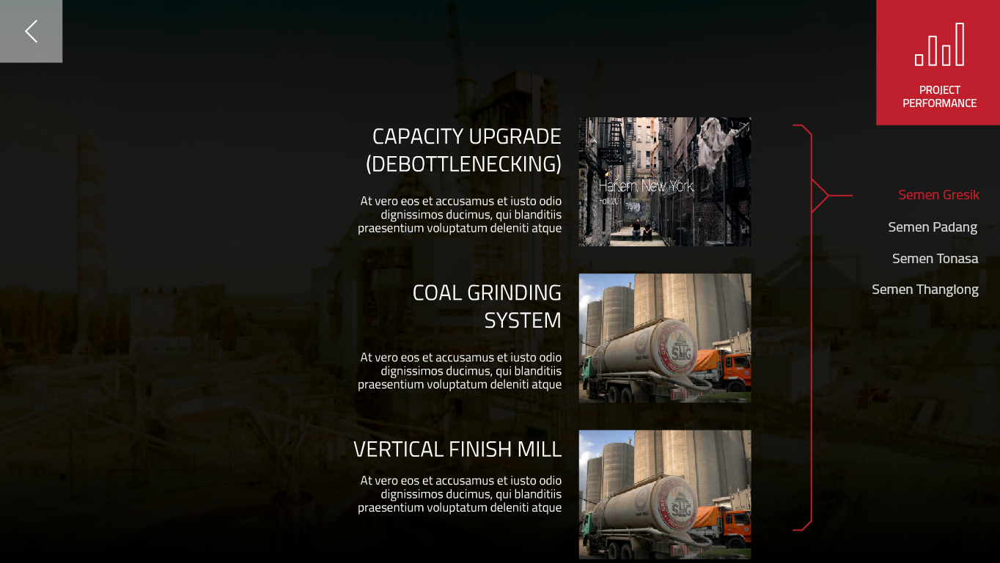 PROJECT
PERFORMANCE
CAPACITY UPGRADE
(DEBOTTLENECKING)
At vero eos et accusamus et iusto odio
dignissimos ducimus, qui blanditiis
praesentium voluptatum deleniti atque
Harlem, New York
COAL GRINDING
SYSTEM
At vero eos et accusamus et iusto odio
dignissimos ducimus, qui blanditiis
praesentium voluptatum deleniti atque
SMG
VERTICAL FINISH MILL
At vero eos et accusamus et iusto odio
dignissimos ducimus, qui blanditiis
praesentium voluptatum deleniti atque
SMG
Semen Gresik
Semen Padang
Semen Tonasa
Semen Thanglong